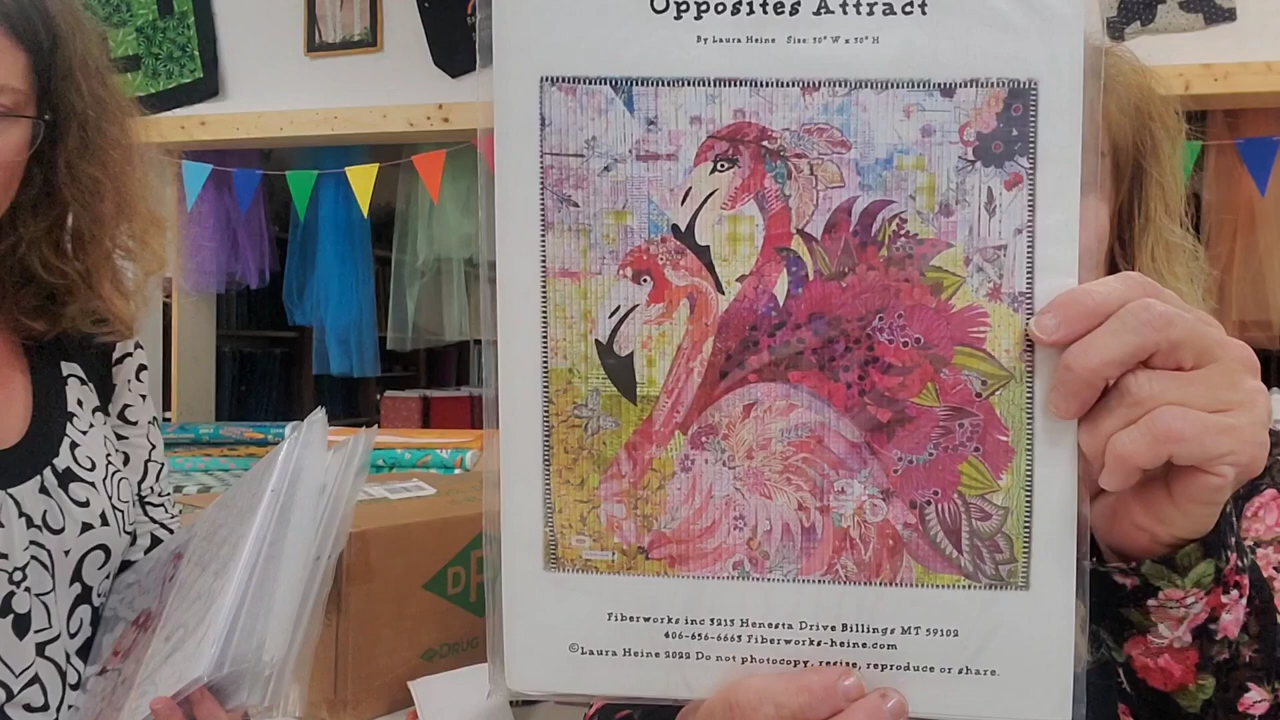 Opposites Attract
By Laura Heine Size: 30" W x 30" H
Fiberworks inc 3213 Henesta Drive Billings MT 59102
406-656-6663 Fiberworks-heine.com
©Laura Heine 2022 Do not photocopy, resize, reproduce or share.
DRUG